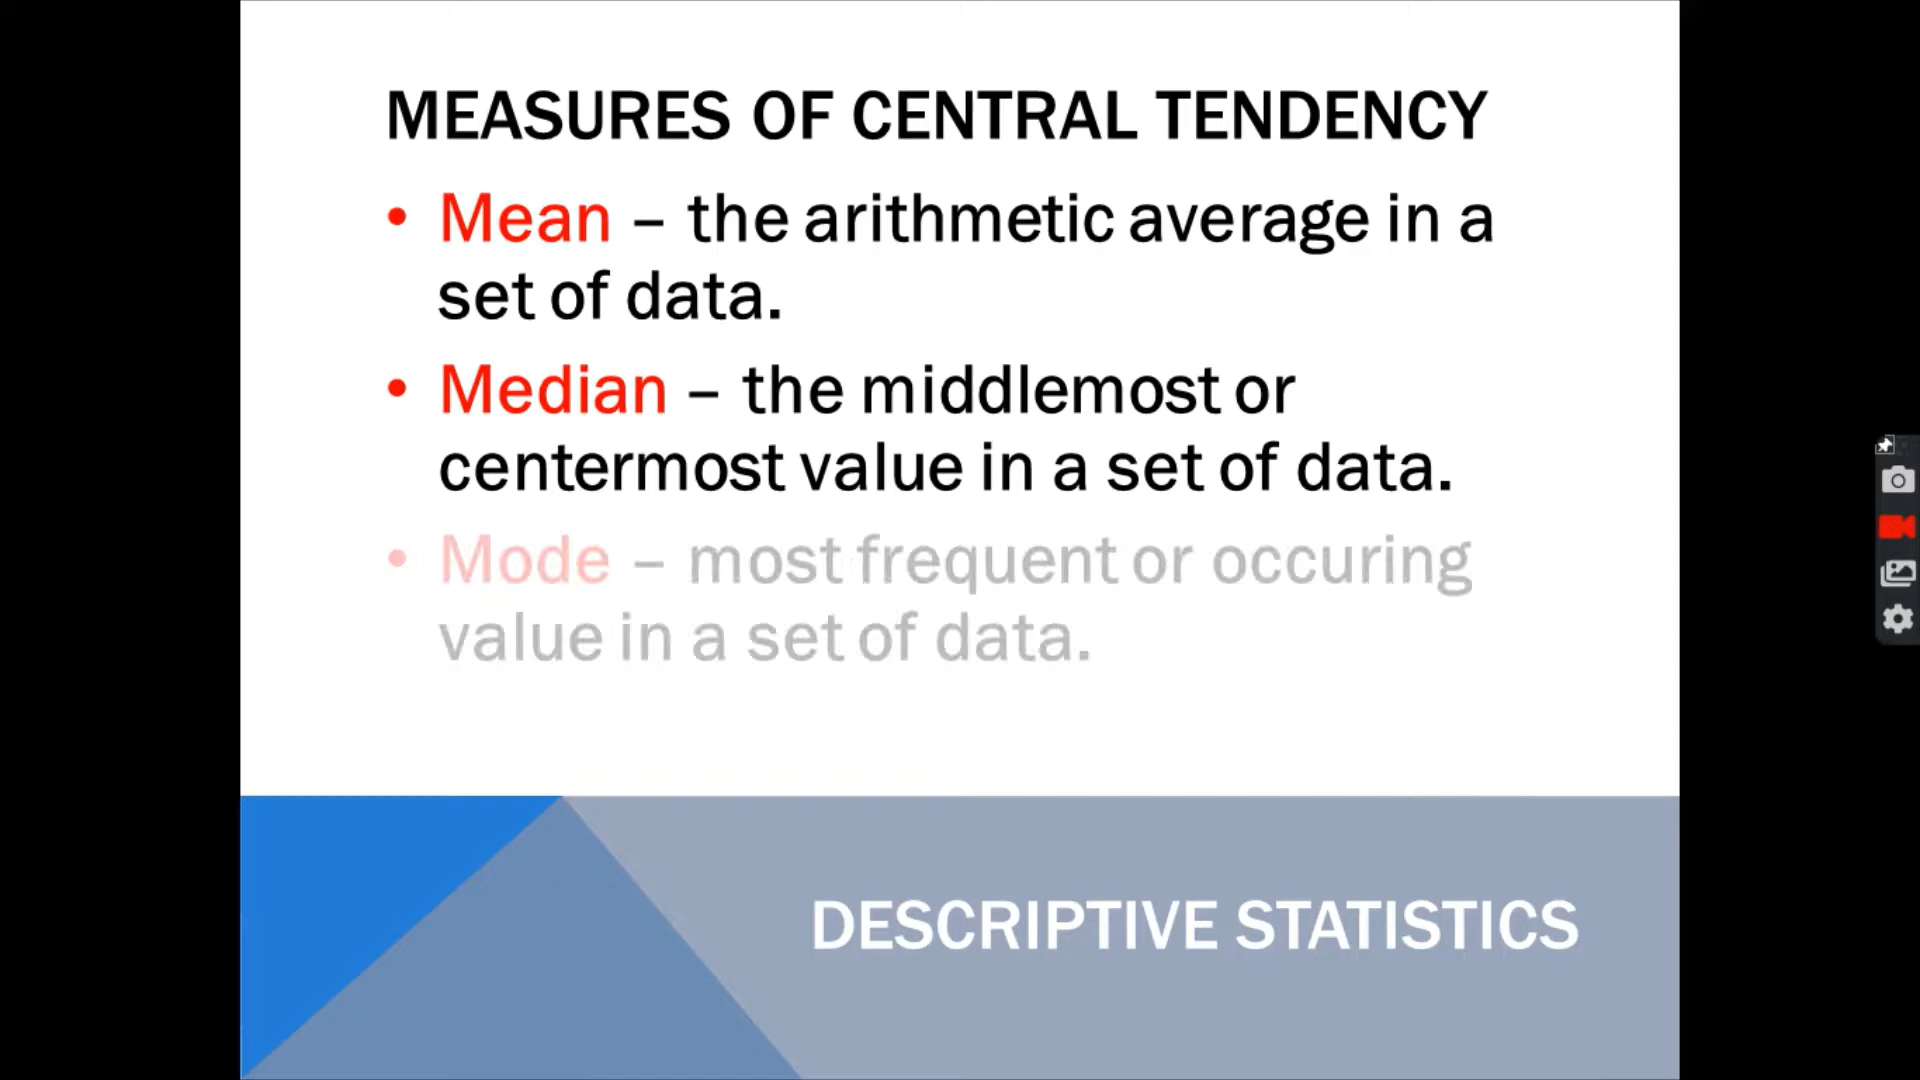 MEASURES OF CENTRAL TENDENCY
• Mean – the arithmetic average in a
set of data.
• Median – the middlemost or
centermost value in a set of data.
• Mode – most frequent or occuring
value in a set of data.
DESCRIPTIVE STATISTICS